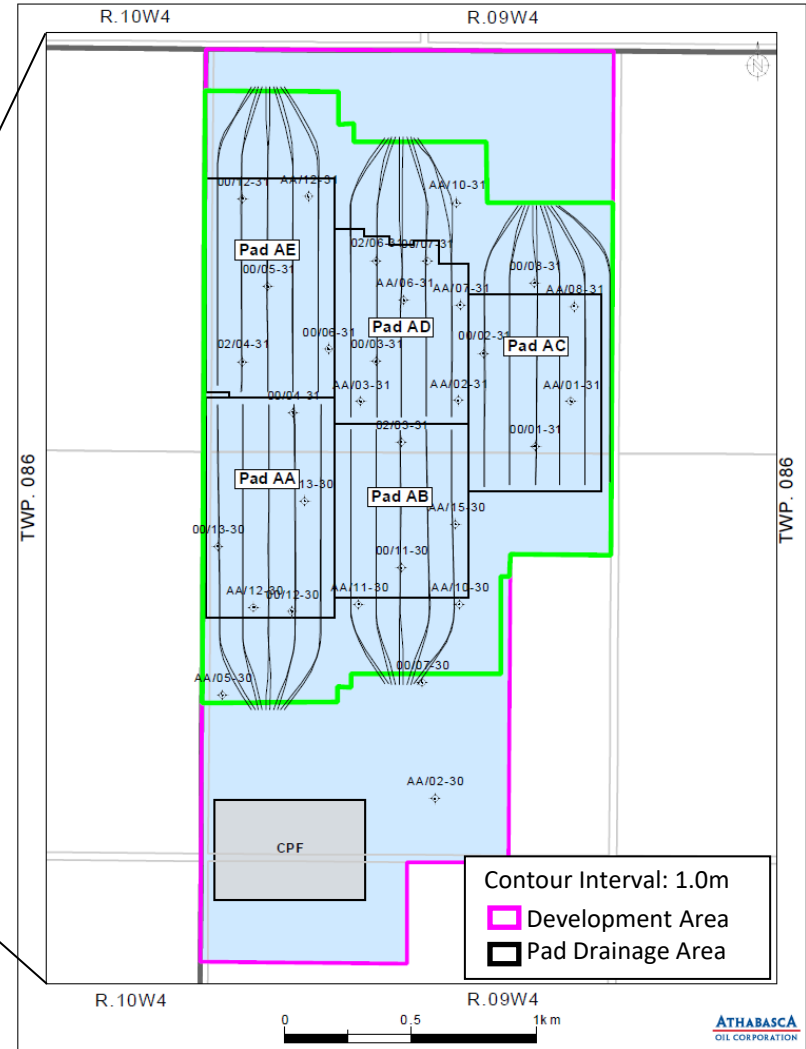 R.10W4
R.09W4
N
00/12-31
AA/12-31
AA/10-31
Pad AE
02/06-31
00/07-31
00/08-31
00/05-31
AA/06-31
AA/07-31
AA/08-31
Pad AD
00/06-31
00/02-31
Pad AC
02/04-31
00/03-31
AA/03-31
AA/02-31
AA/01-31
00/04-31
02/03-31
00/01-31
TWP. 086
TWP. 086
Pad AA
13-30
Pad AB
AA/15-30
00/13-30
00/11-30
AA/12-30
00/12-30
AA/11-30
AA/10-30
AA/05-30
00/07-30
AA/02-30
CPF
Contour Interval: 1.0m
Development Area
Pad Drainage Area
R.10W4
R.09W4
0
0.5
1km
ATHABASCA
OIL CORPORATION